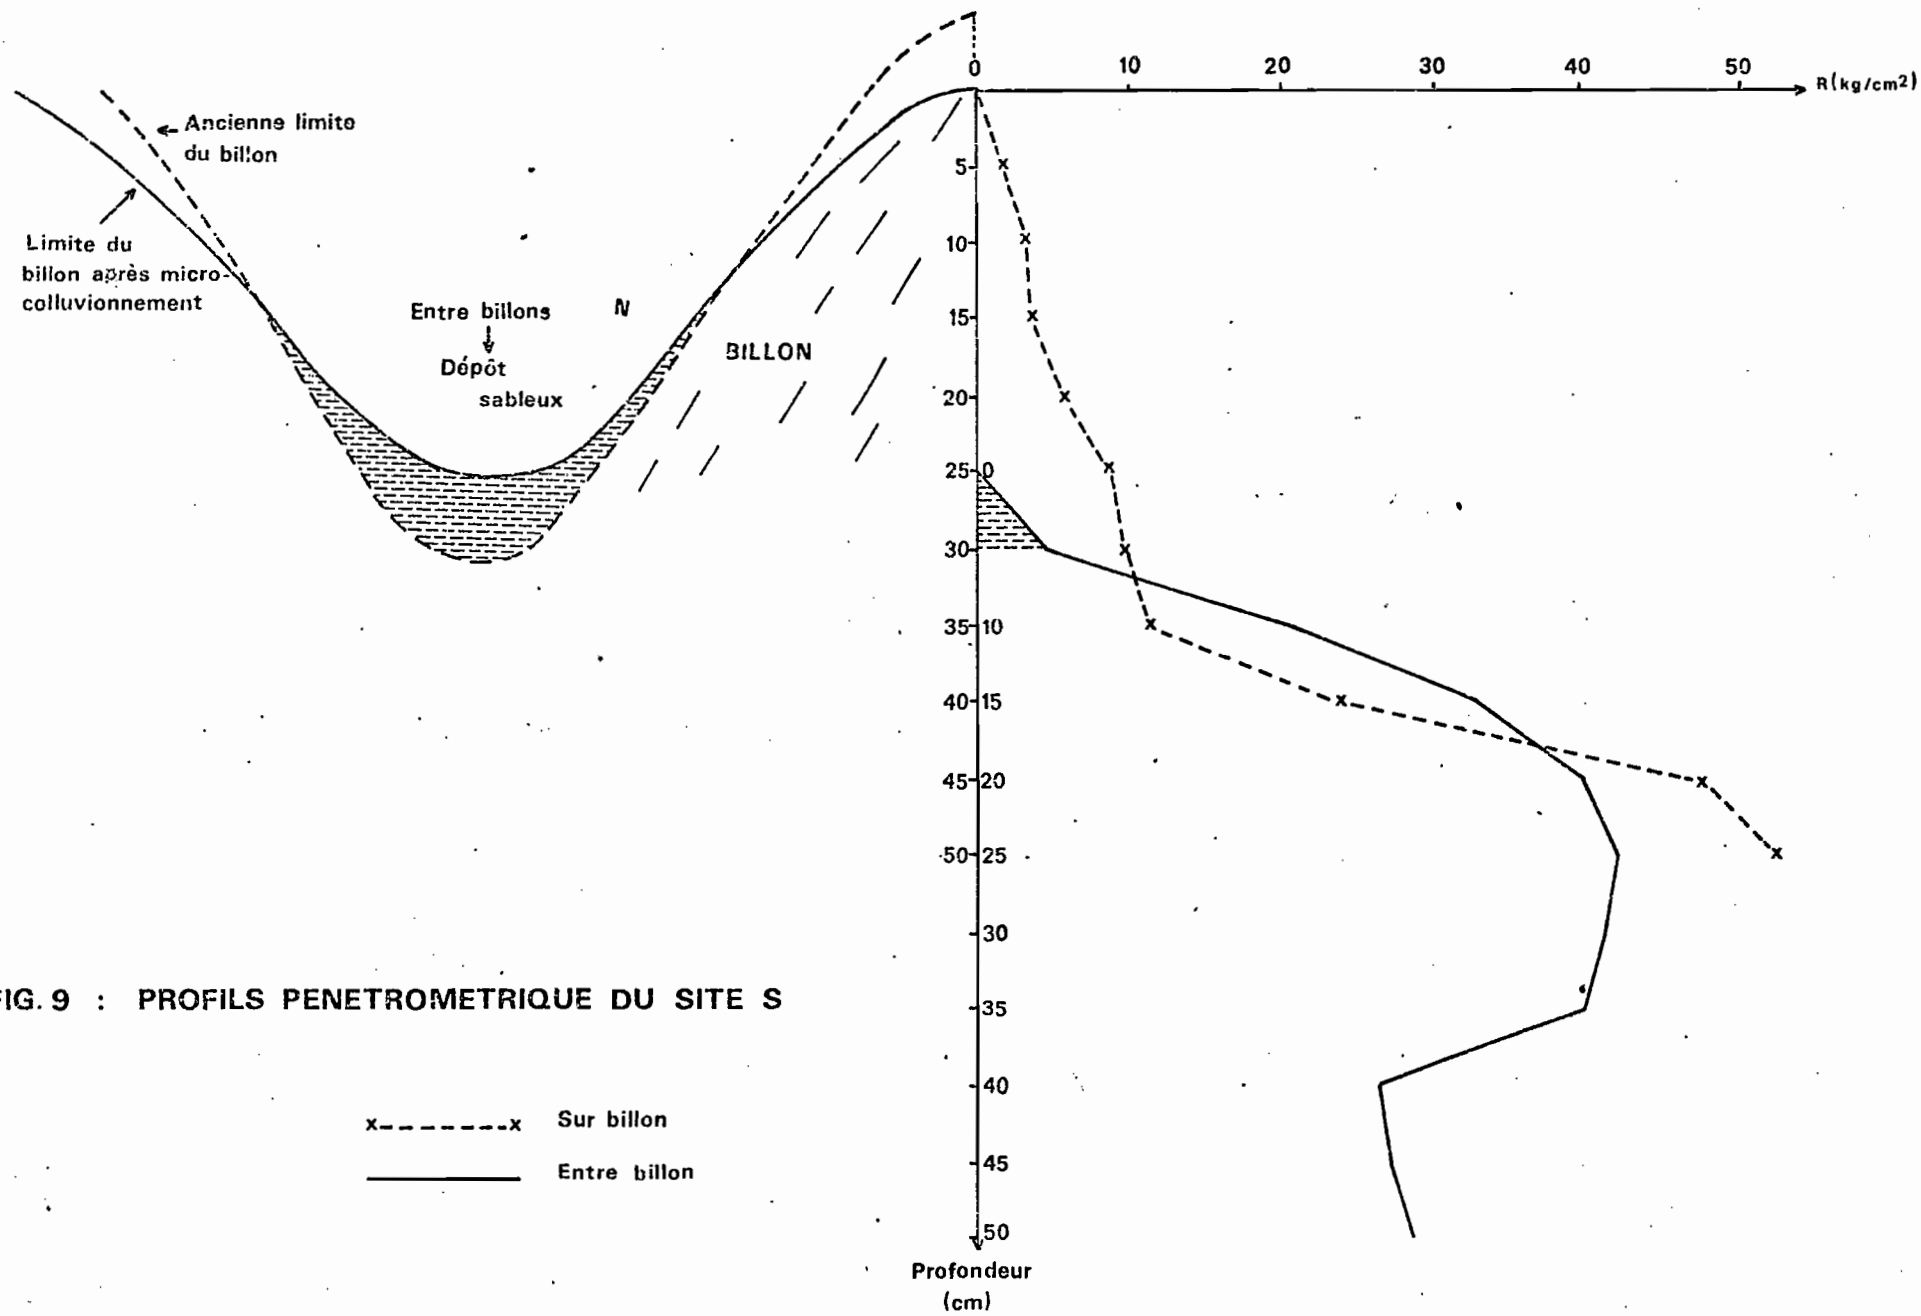 0 10 20 30 40 50 R(kg/cm²)
Ancienne limite
du billon
Limite du
billon après micro-
colluvionnement
Entre billons
Dépôt
sableux
N
BILLON
5
10
15
20
25 0
30
35 10
40 15
45 20
50 25
30
35
40
45
50
Profondeur
(cm)
FIG. 9 : PROFILS PENETROMETRIQUE DU SITE S
x-------x Sur billon
Entre billon